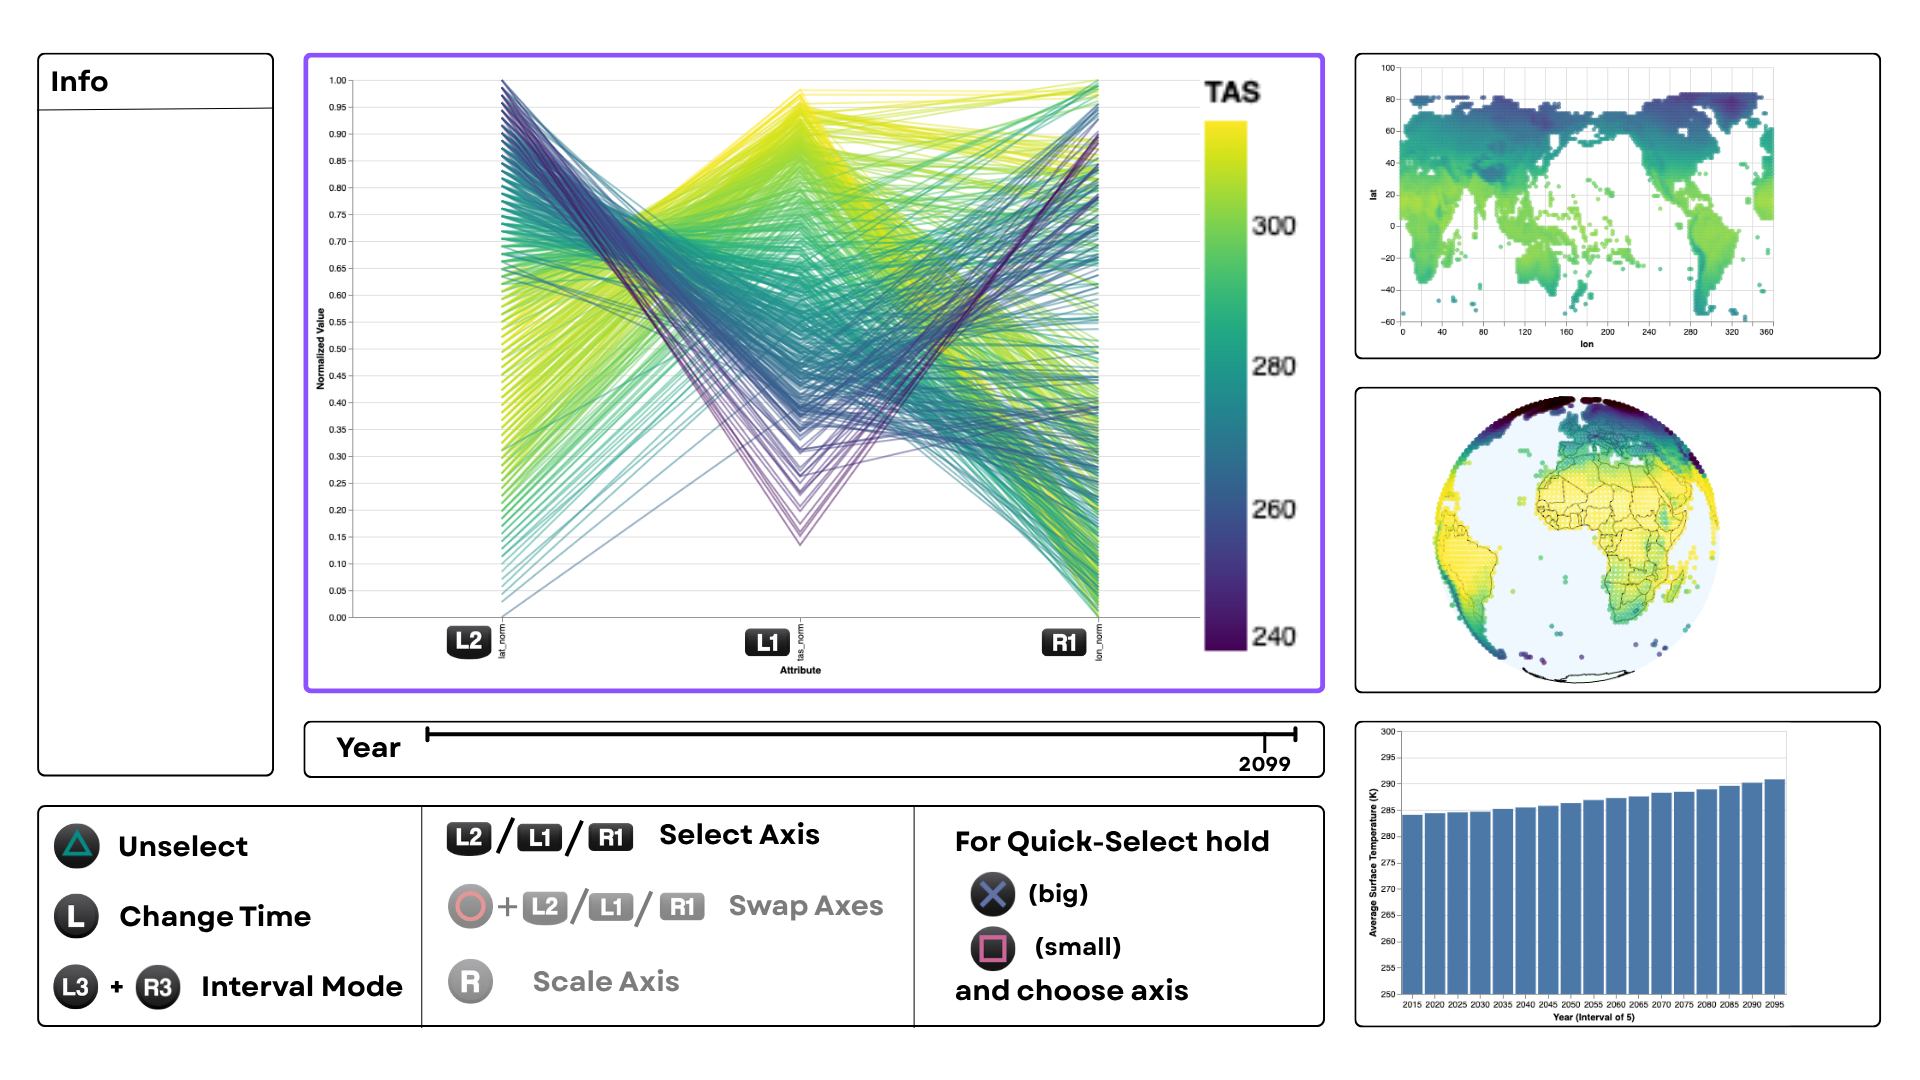 Info
1.00
0.95
0.90
0.85
0.80
0.75
0.70
0.65
0.60
0.55
0.50
0.45
0.40
0.35
0.30
0.25
0.20
0.15
0.10
0.05
0.00
Normalized Value
L2 lat_norm
L1 tas_norm
R1 lon_norm
Attribute
TAS
300
280
260
240
100
80
60
40
20
0
−20
−40
−60
lat
0 40 80 120 160 200 240 280 320 360
lon
Year
2099
300
295
290
285
280
275
270
265
260
255
250
Average Surface Temperature (K)
2015 2020 2025 2030 2035 2040 2045 2050 2055 2060 2065 2070 2075 2080 2085 2090 2095
Year (Interval of 5)
Unselect
L Change Time
L3 + R3 Interval Mode
L2 / L1 / R1 Select Axis
+ L2 / L1 / R1 Swap Axes
R Scale Axis
For Quick-Select hold
(big)
(small)
and choose axis